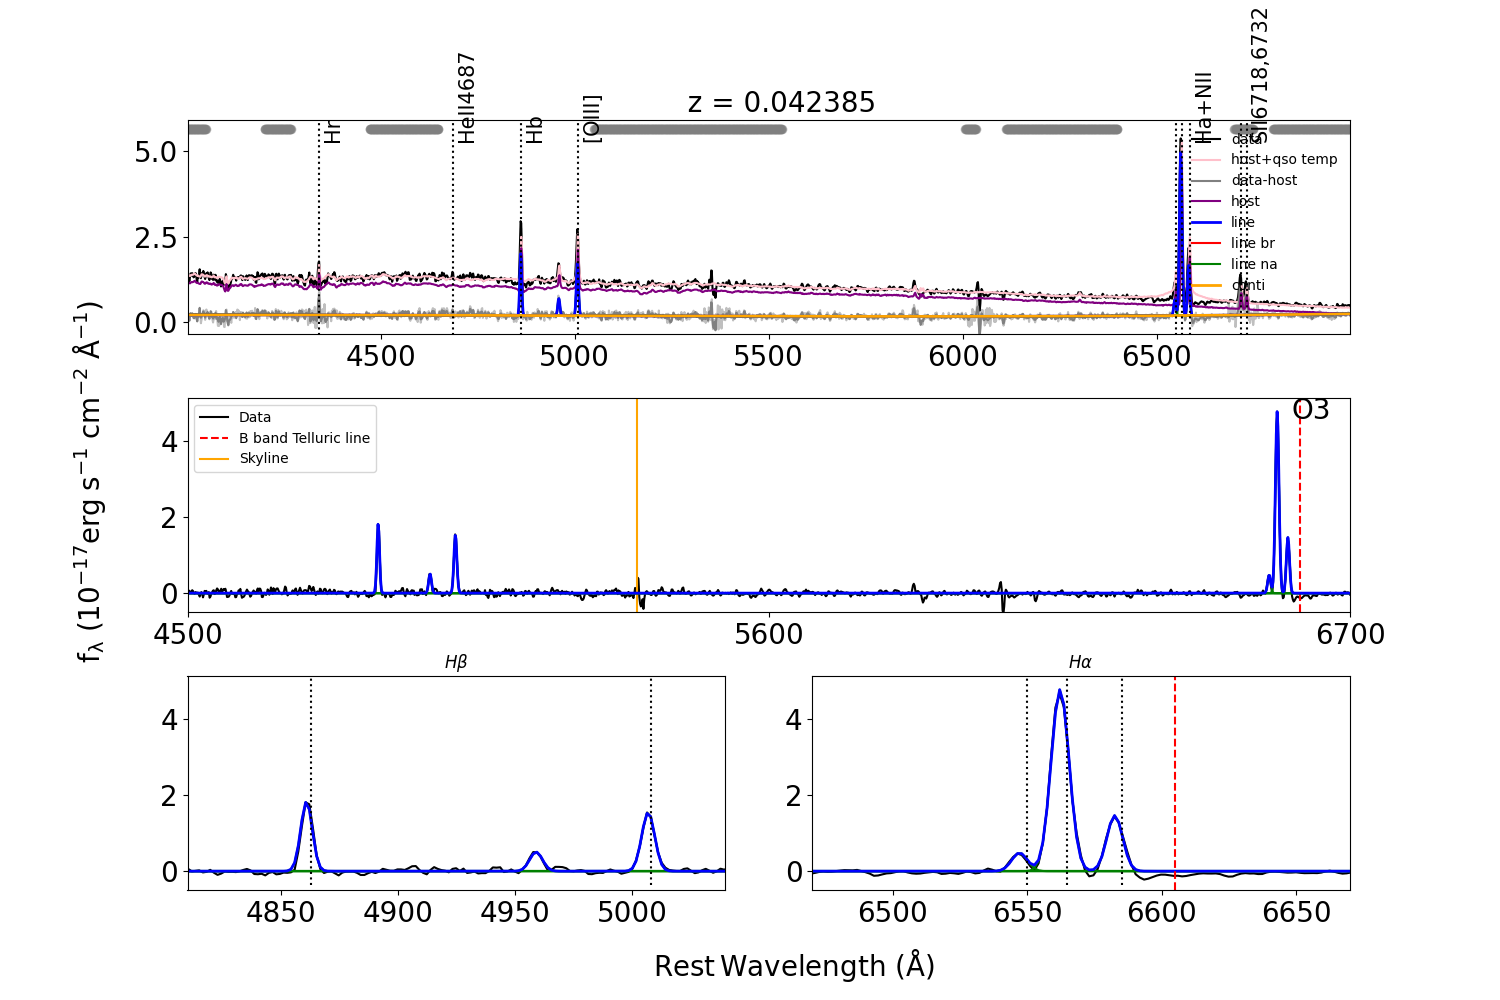 z = 0.042385
Hr
HeII4687
Hb
[OIII]
Ha+NII
SII6718,6732
5.0
2.5
0.0
data
host+qso temp
data-host
host
line
line br
line na
conti
4500 5000 5500 6000 6500
Data
B band Telluric line
Skyline
O3
4
2
0
4500 5600 6700
fλ (10−17erg s−1 cm−2 Å−1)
Hβ
4
2
0
4850 4900 4950 5000
Hα
4
2
0
6500 6550 6600 6650
Rest Wavelength (Å)